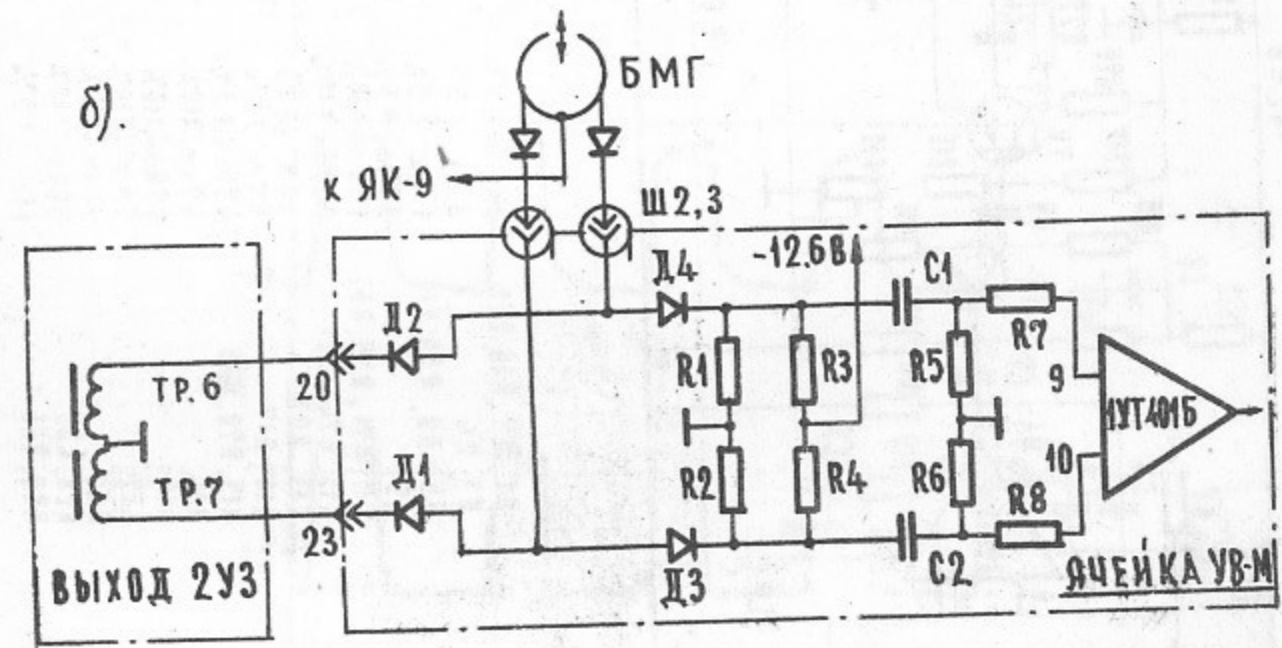 б).
БМГ
к ЯК-9
Ш2,3
-12.6В
Д4
С1
Д2
R7
R1
R3
R5
9
ТР.6
20
1УТ401Б
Д1
R2
R4
R6
10
ТР.7
R8
23
ВЫХОД 2УЗ
Д3
С2
ЯЧЕЙКА УВ-М